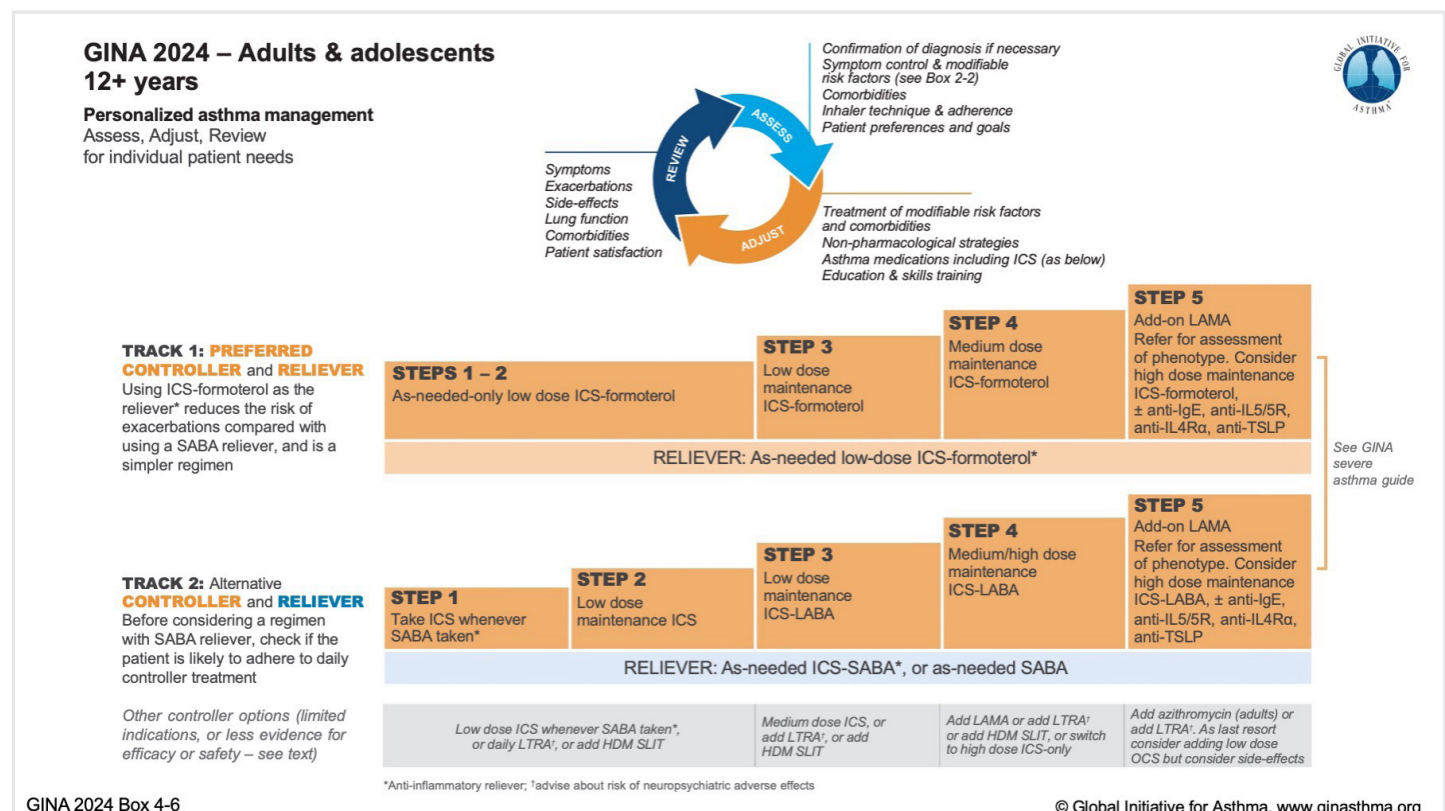 GINA 2024 – Adults & adolescents
12+ years
Personalized asthma management
Assess, Adjust, Review
for individual patient needs
Confirmation of diagnosis if necessary
Symptom control & modifiable
risk factors (see Box 2-2)
Comorbidities
Inhaler technique & adherence
Patient preferences and goals
GLOBAL INITIATIVE FOR
ASTHMA
ASSESS
REVIEW
ADJUST
Symptoms
Exacerbations
Side-effects
Lung function
Comorbidities
Patient satisfaction
Treatment of modifiable risk factors
and comorbidities
Non-pharmacological strategies
Asthma medications including ICS (as below)
Education & skills training
TRACK 1: PREFERRED
CONTROLLER and RELIEVER
Using ICS-formoterol as the
reliever* reduces the risk of
exacerbations compared with
using a SABA reliever, and is a
simpler regimen
STEPS 1 – 2
As-needed-only low dose ICS-formoterol
STEP 3
Low dose
maintenance
ICS-formoterol
STEP 4
Medium dose
maintenance
ICS-formoterol
STEP 5
Add-on LAMA
Refer for assessment
of phenotype. Consider
high dose maintenance
ICS-formoterol,
± anti-IgE, anti-IL5/5R,
anti-IL4Rα, anti-TSLP
RELIEVER: As-needed low-dose ICS-formoterol*
See GINA
severe
asthma guide
TRACK 2: Alternative
CONTROLLER and RELIEVER
Before considering a regimen
with SABA reliever, check if the
patient is likely to adhere to daily
controller treatment
STEP 1
Take ICS whenever
SABA taken*
STEP 2
Low dose
maintenance ICS
STEP 3
Low dose
maintenance
ICS-LABA
STEP 4
Medium/high dose
maintenance
ICS-LABA
STEP 5
Add-on LAMA
Refer for assessment
of phenotype. Consider
high dose maintenance
ICS-LABA, ± anti-IgE,
anti-IL5/5R, anti-IL4Rα,
anti-TSLP
RELIEVER: As-needed ICS-SABA*, or as-needed SABA
Other controller options (limited
indications, or less evidence for
efficacy or safety – see text)
Low dose ICS whenever SABA taken*,
or daily LTRA†, or add HDM SLIT
Medium dose ICS, or
add LTRA†, or add
HDM SLIT
Add LAMA or add LTRA†
or add HDM SLIT, or switch
to high dose ICS-only
Add azithromycin (adults) or
add LTRA†. As last resort
consider adding low dose
OCS but consider side-effects
*Anti-inflammatory reliever; †advise about risk of neuropsychiatric adverse effects
GINA 2024 Box 4-6
© Global Initiative for Asthma, www.ginasthma.org